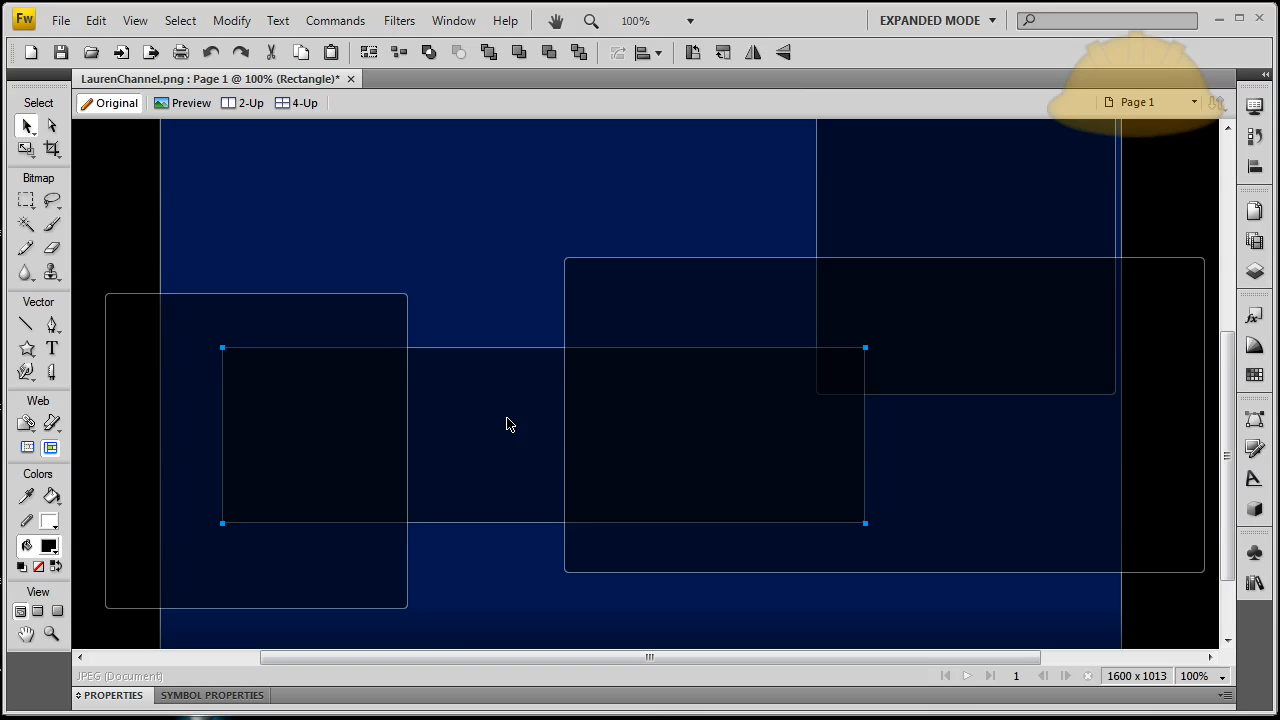 Fw File Edit View Select Modify Text Commands Filters Window Help 100% EXPANDED MODE
LaurenChannel.png : Page 1 @ 100% (Rectangle)*
Original Preview 2-Up 4-Up Page 1
Select
Bitmap
Vector
Web
Colors
View
JPEG (Document) 1 1600 x 1013 100%
PROPERTIES SYMBOL PROPERTIES